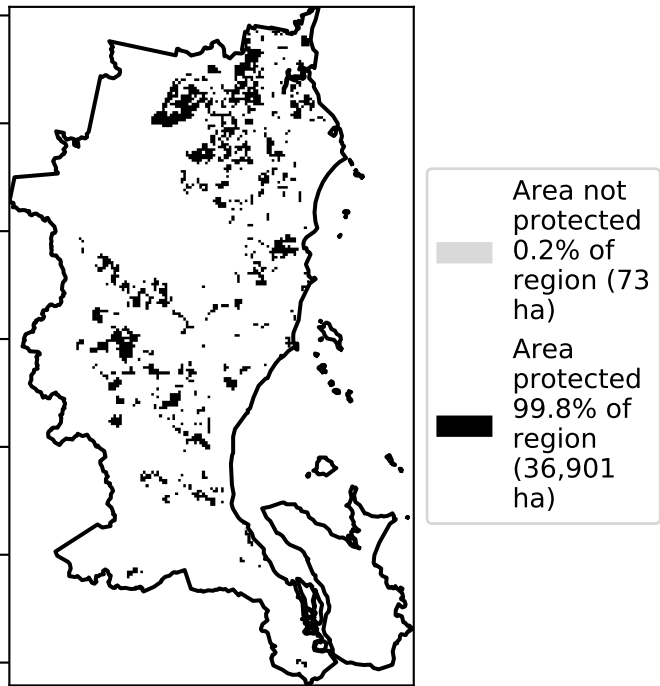 Area not
protected
0.2% of
region (73
ha)
Area
protected
99.8% of
region
(36,901
ha)